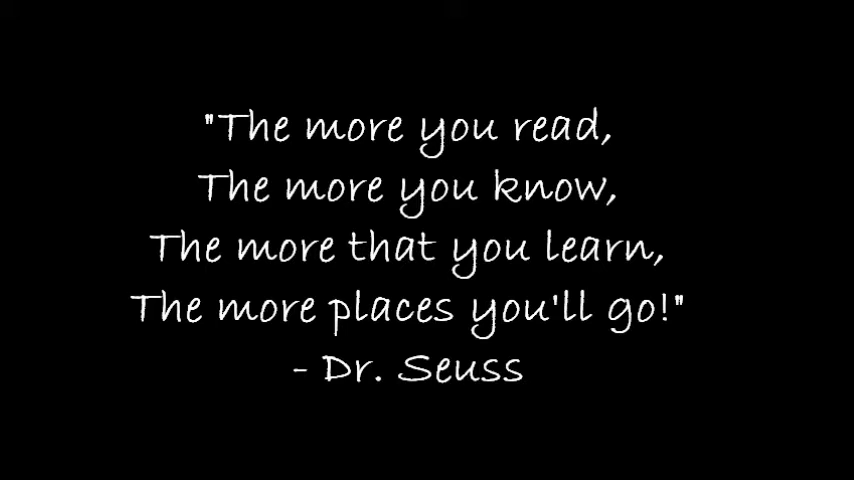 "The more you read,
The more you know,
The more that you learn,
The more places you'll go!"
- Dr. Seuss